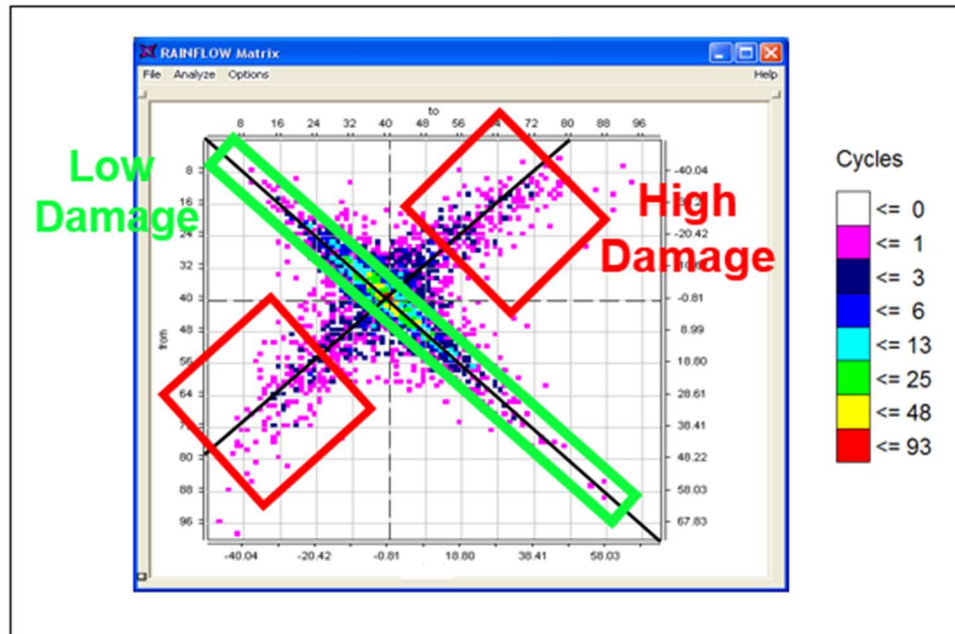 RAINFLOW Matrix
File Analyze Options Help
to
8 16 24 32 40 48 56 72 80 88 96
Low
Damage
High
Damage
from
8
16
32
40
48
56
64
80
88
96
-40.04
-20.42
-0.81
8.99
18.80
28.61
38.41
48.22
58.03
67.83
-40.04 -20.42 -0.81 18.80 38.41 58.03
Cycles
<= 0
<= 1
<= 3
<= 6
<= 13
<= 25
<= 48
<= 93